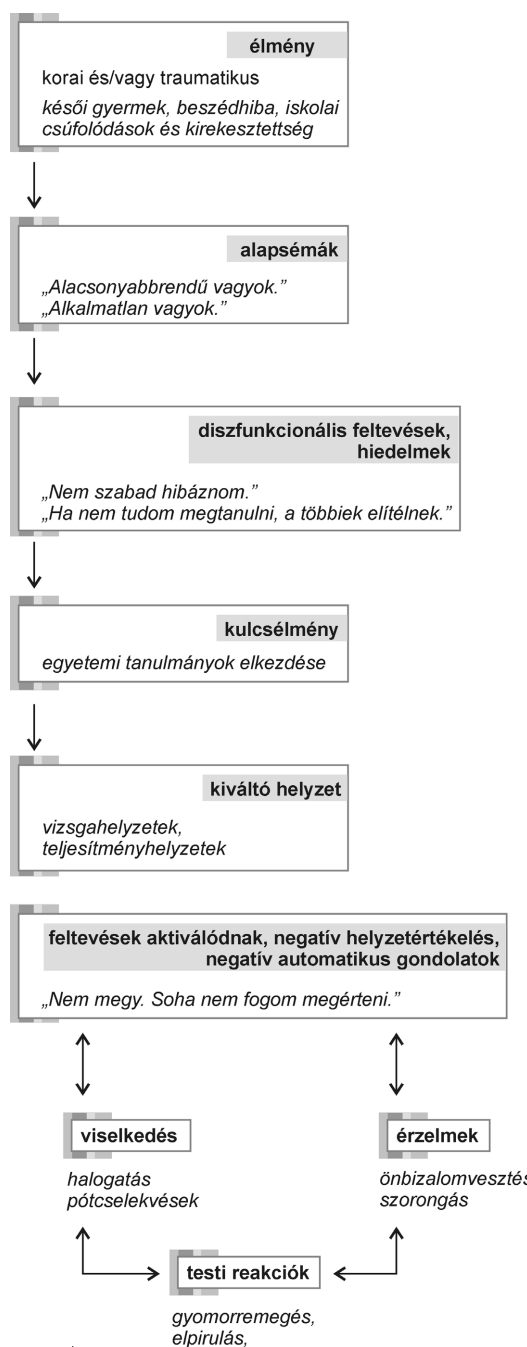 élmény
korai és/vagy traumatikus
késői gyermek, beszédhiba, iskolai
csúfolódások és kirekesztettség
alapsémák
„Alacsonyabbrendű vagyok.”
„Alkalmatlan vagyok.”
diszfunkcionális feltevések,
hiedelmek
„Nem szabad hibáznom.”
„Ha nem tudom megtanulni, a többiek elítélnek.”
kulcsélmény
egyetemi tanulmányok elkezdése
kiváltó helyzet
vizsgahelyzetek,
teljesítményhelyzetek
feltevések aktiválódnak, negatív helyzetértékelés,
negatív automatikus gondolatok
„Nem megy. Soha nem fogom megérteni.”
viselkedés
érzelmek
halogatás
pótcselekvések
önbizalomvesztés
szorongás
testi reakciók
gyomorremegés,
elpirulás,